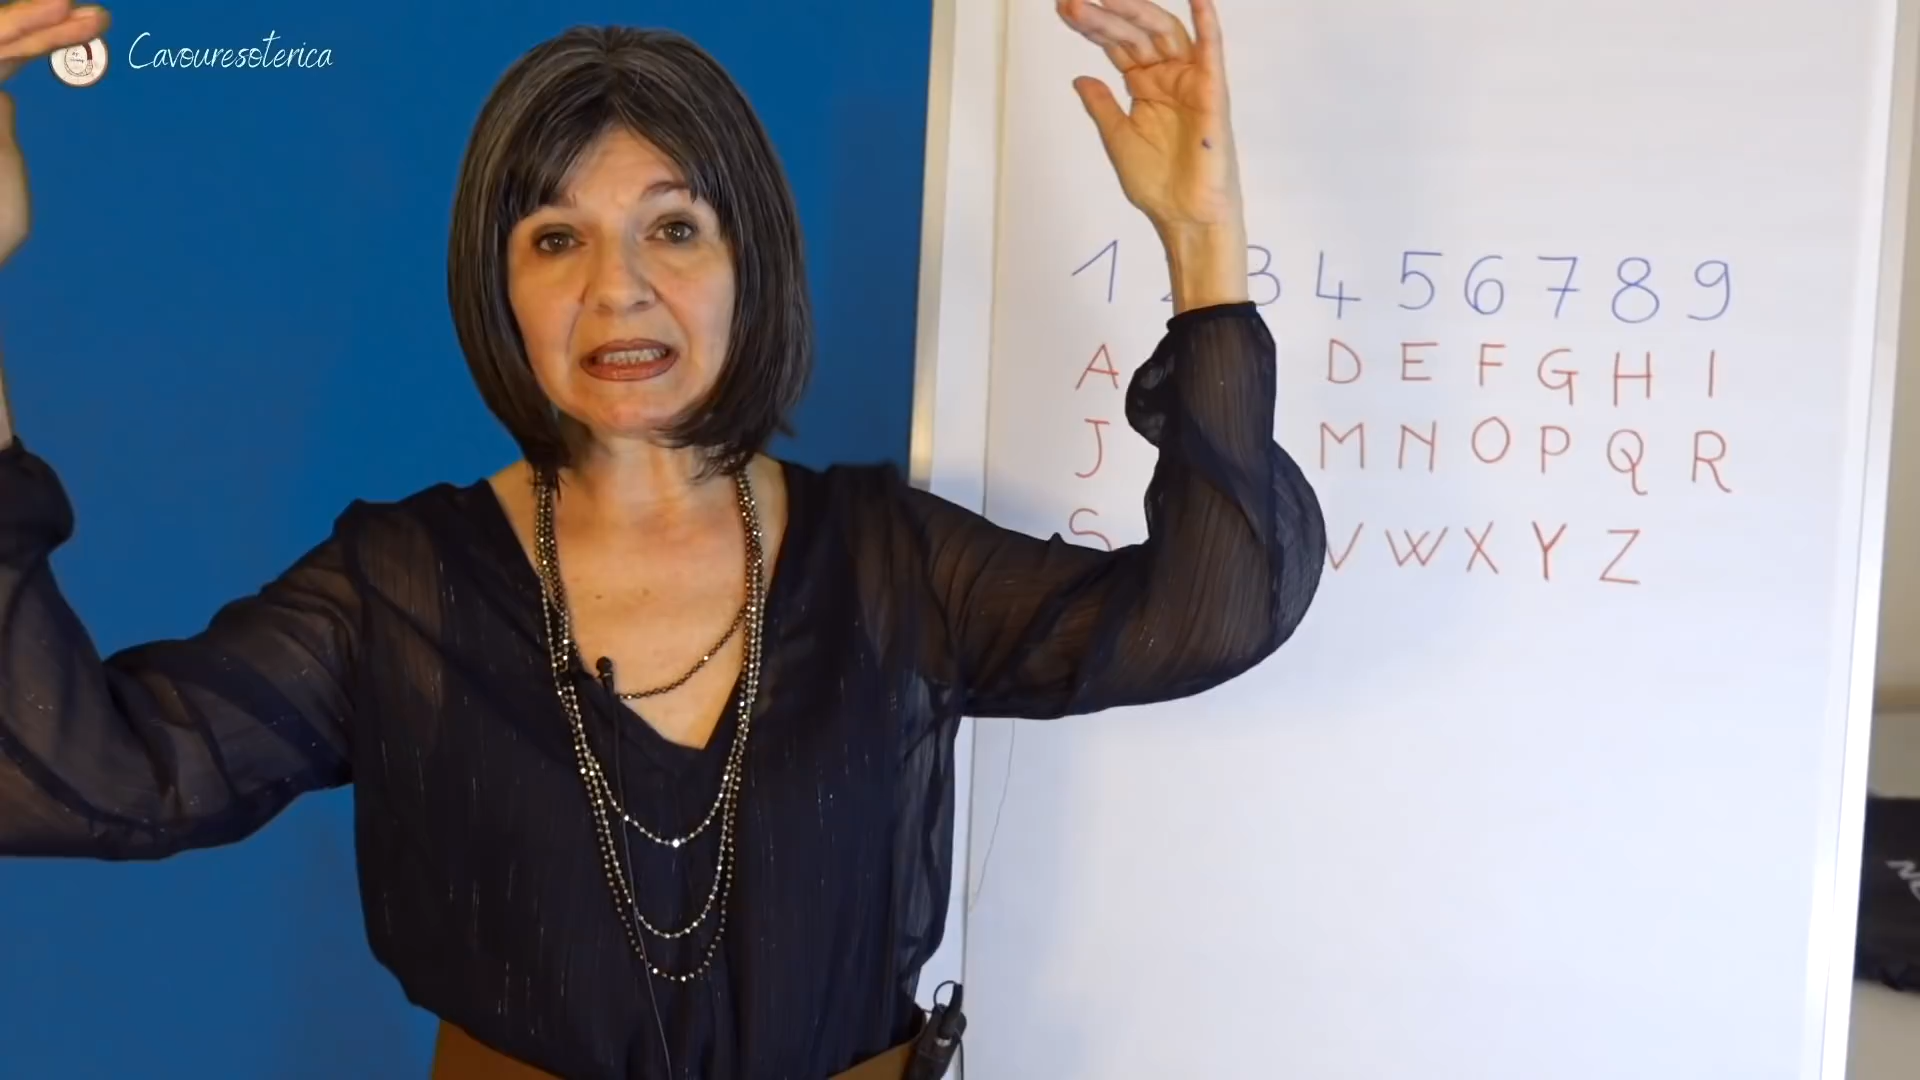 Cavouresoterica
1 3 4 5 6 7 8 9
A D E F G H I
J M N O P Q R
S V W X Y Z